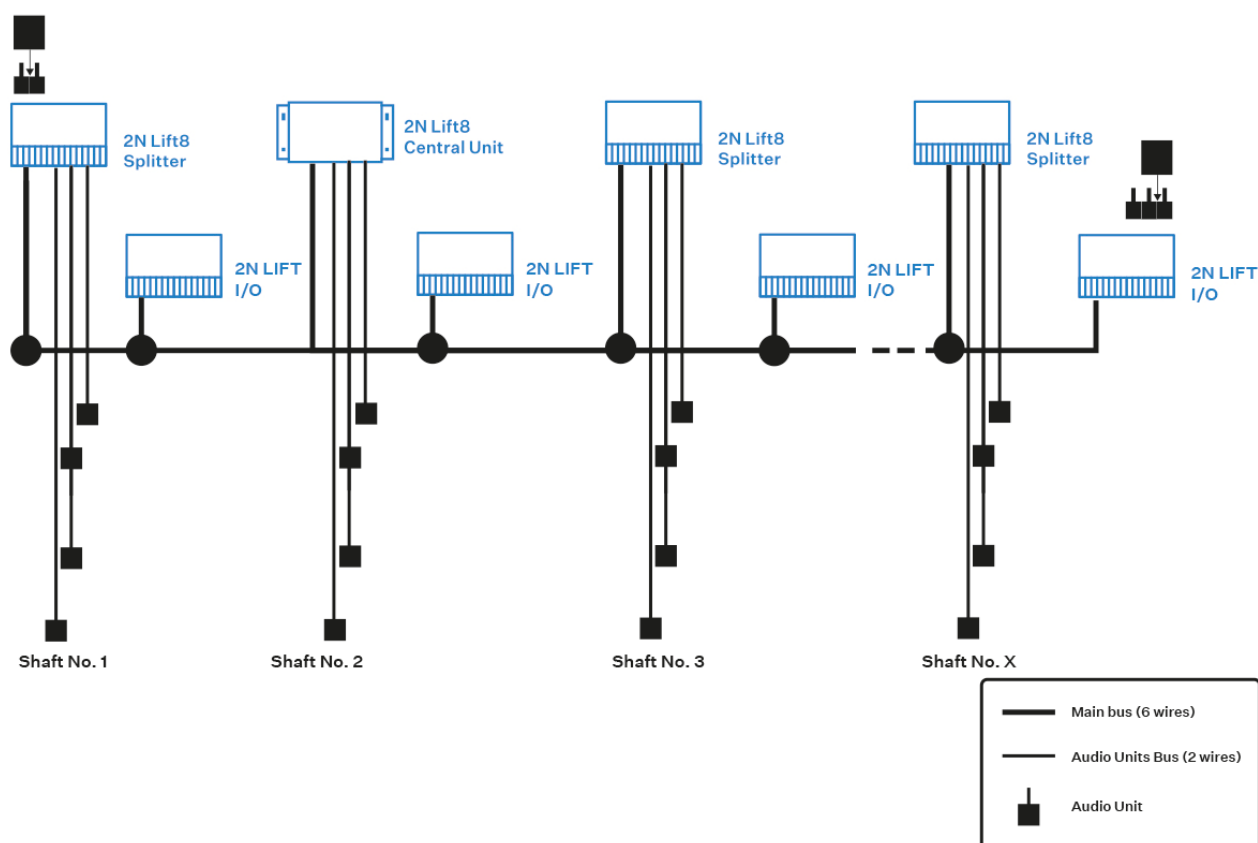 2N Lift8
Splitter
2N Lift8
Central Unit
2N Lift8
Splitter
2N Lift8
Splitter
2N LIFT
I/O
2N LIFT
I/O
2N LIFT
I/O
2N LIFT
I/O
Shaft No. 1
Shaft No. 2
Shaft No. 3
Shaft No. X
Main bus (6 wires)
Audio Units Bus (2 wires)
Audio Unit